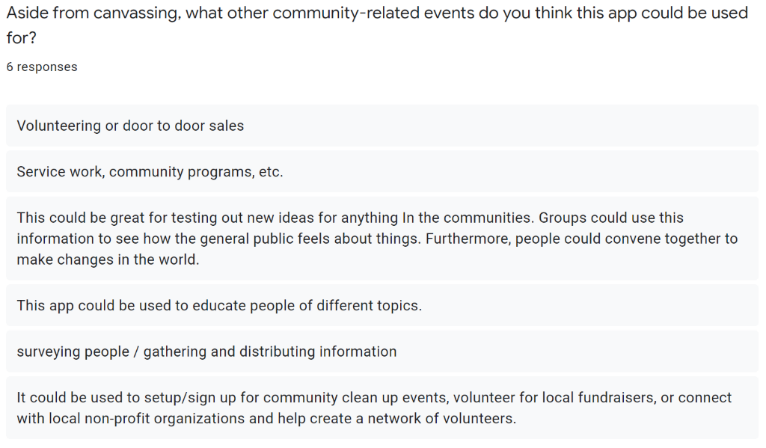 Aside from canvassing, what other community-related events do you think this app could be used
for?
6 responses
Volunteering or door to door sales
Service work, community programs, etc.
This could be great for testing out new ideas for anything In the communities. Groups could use this
information to see how the general public feels about things. Furthermore, people could convene together to
make changes in the world.
This app could be used to educate people of different topics.
surveying people / gathering and distributing information
It could be used to setup/sign up for community clean up events, volunteer for local fundraisers, or connect
with local non-profit organizations and help create a network of volunteers.